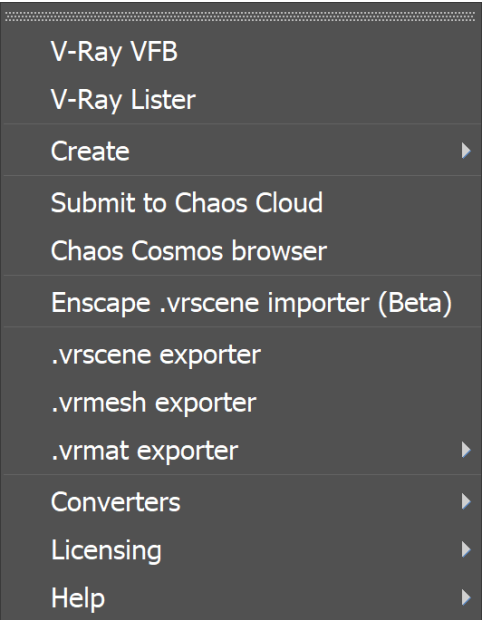 V-Ray VFB
V-Ray Lister
Create
Submit to Chaos Cloud
Chaos Cosmos browser
Enscape .vrscene importer (Beta)
.vrscene exporter
.vrmesh exporter
.vrmat exporter
Converters
Licensing
Help